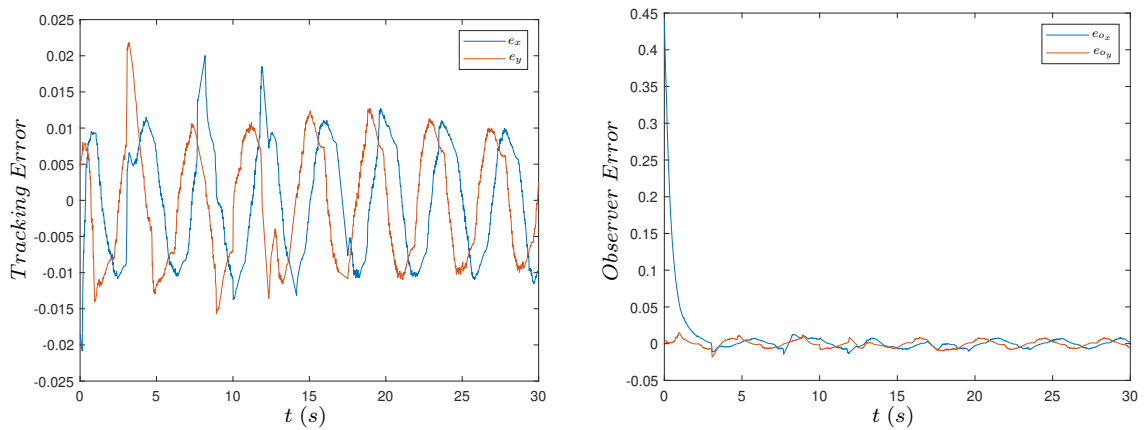 0.025
0.02
0.015
0.010
0.005
0
-0.005
-0.010
-0.015
-0.02
-0.025
0 5 10 15 20 25 30
Tracking Error
t (s)
e_x
e_y
0.45
0.4
0.35
0.3
0.25
0.2
0.15
0.1
0.05
0
-0.05
0 5 10 15 20 25 30
Observer Error
t (s)
e_{o_x}
e_{o_y}